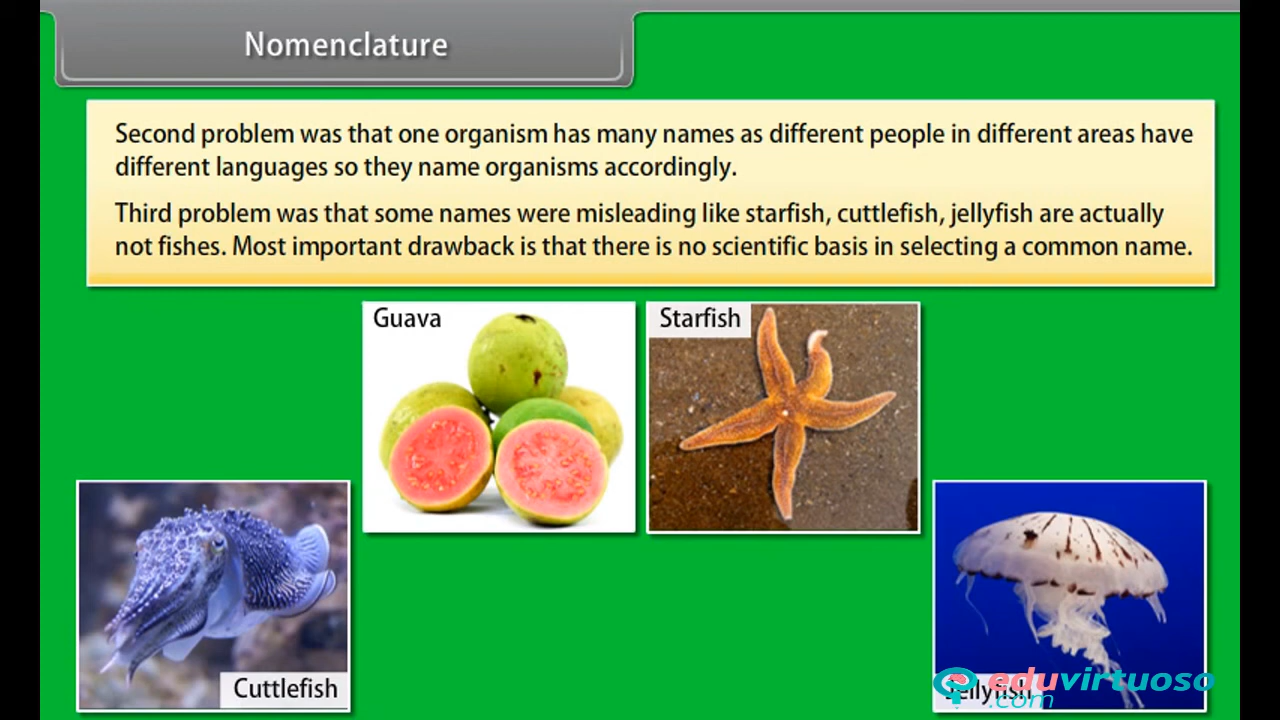 Nomenclature
Second problem was that one organism has many names as different people in different areas have
different languages so they name organisms accordingly.
Third problem was that some names were misleading like starfish, cuttlefish, jellyfish are actually
not fishes. Most important drawback is that there is no scientific basis in selecting a common name.
Guava
Starfish
Cuttlefish
Jellyfish
eduvirtuoso
.com